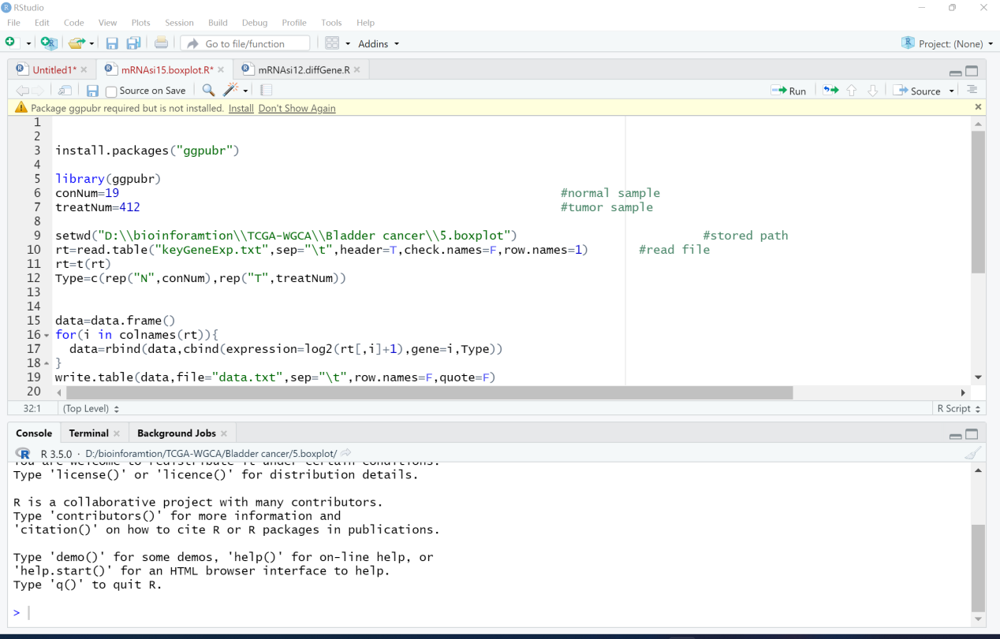 RStudio
File Edit Code View Plots Session Build Debug Profile Tools Help
Go to file/function Addins Project: (None)
Untitled1* mRNAsi15.boxplot.R* mRNAsi12.diffGene.R
Source on Save Run Source
Package ggpubr required but is not installed. Install Don't Show Again
1
2
3 install.packages("ggpubr")
4
5 library(ggpubr)
6 conNum=19 #normal sample
7 treatNum=412 #tumor sample
8
9 setwd("D:\\bioinforamtion\\TCGA-WGCA\\Bladder cancer\\5.boxplot") #stored path
10 rt=read.table("keyGeneExp.txt",sep="\t",header=T,check.names=F,row.names=1) #read file
11 rt=t(rt)
12 Type=c(rep("N",conNum),rep("T",treatNum))
13
14
15 data=data.frame()
16 for(i in colnames(rt)){
17 data=rbind(data,cbind(expression=log2(rt[,i]+1),gene=i,Type))
18 }
19 write.table(data,file="data.txt",sep="\t",row.names=F,quote=F)
20
32:1 (Top Level) R Script
Console Terminal Background Jobs
R 3.5.0 · D:/bioinforamtion/TCGA-WGCA/Bladder cancer/5.boxplot/
You are welcome to redistribute it under certain conditions.
Type 'license()' or 'licence()' for distribution details.
R is a collaborative project with many contributors.
Type 'contributors()' for more information and
'citation()' on how to cite R or R packages in publications.
Type 'demo()' for some demos, 'help()' for on-line help, or
'help.start()' for an HTML browser interface to help.
Type 'q()' to quit R.
>